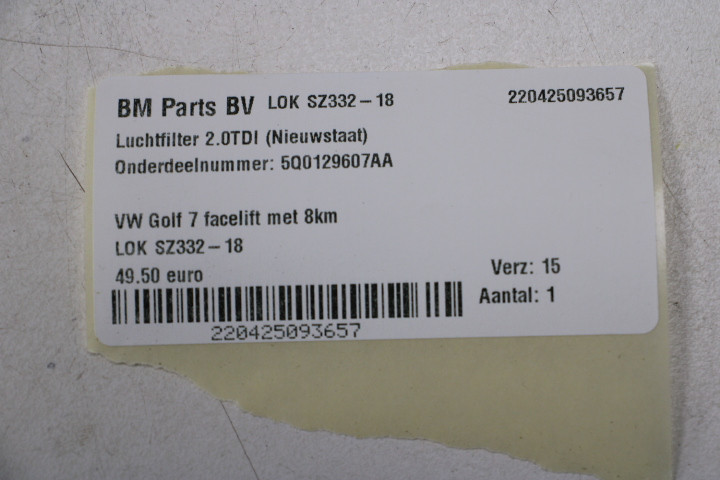 BM Parts BV LOK SZ332-18 220425093657
Luchtfilter 2.0TDI (Nieuwstaat)
Onderdeelnummer: 5Q0129607AA
VW Golf 7 facelift met 8km
LOK SZ332-18
49.50 euro Verz: 15
Aantal: 1
220425093657